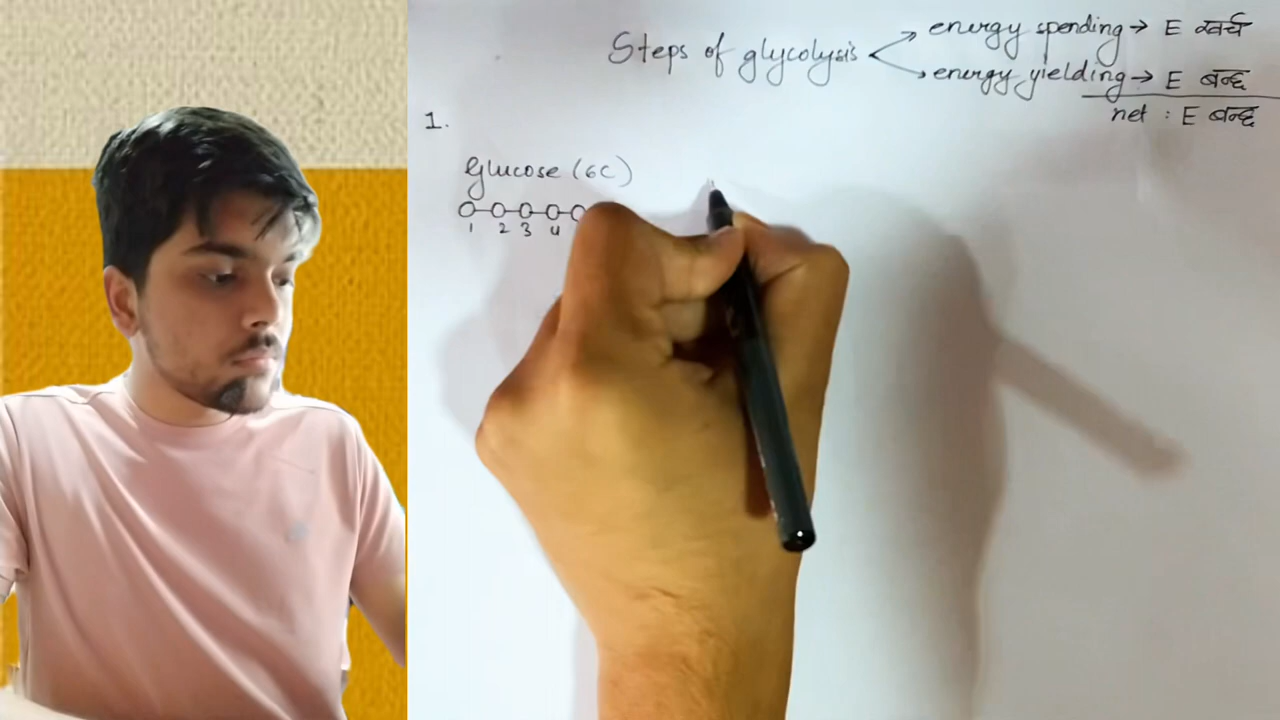 Steps of glycolysis
energy spending → E खर्च
energy yielding → E बन्द्ध
net : E बन्द्ध
1.
Glucose (6C)
1 2 3 4